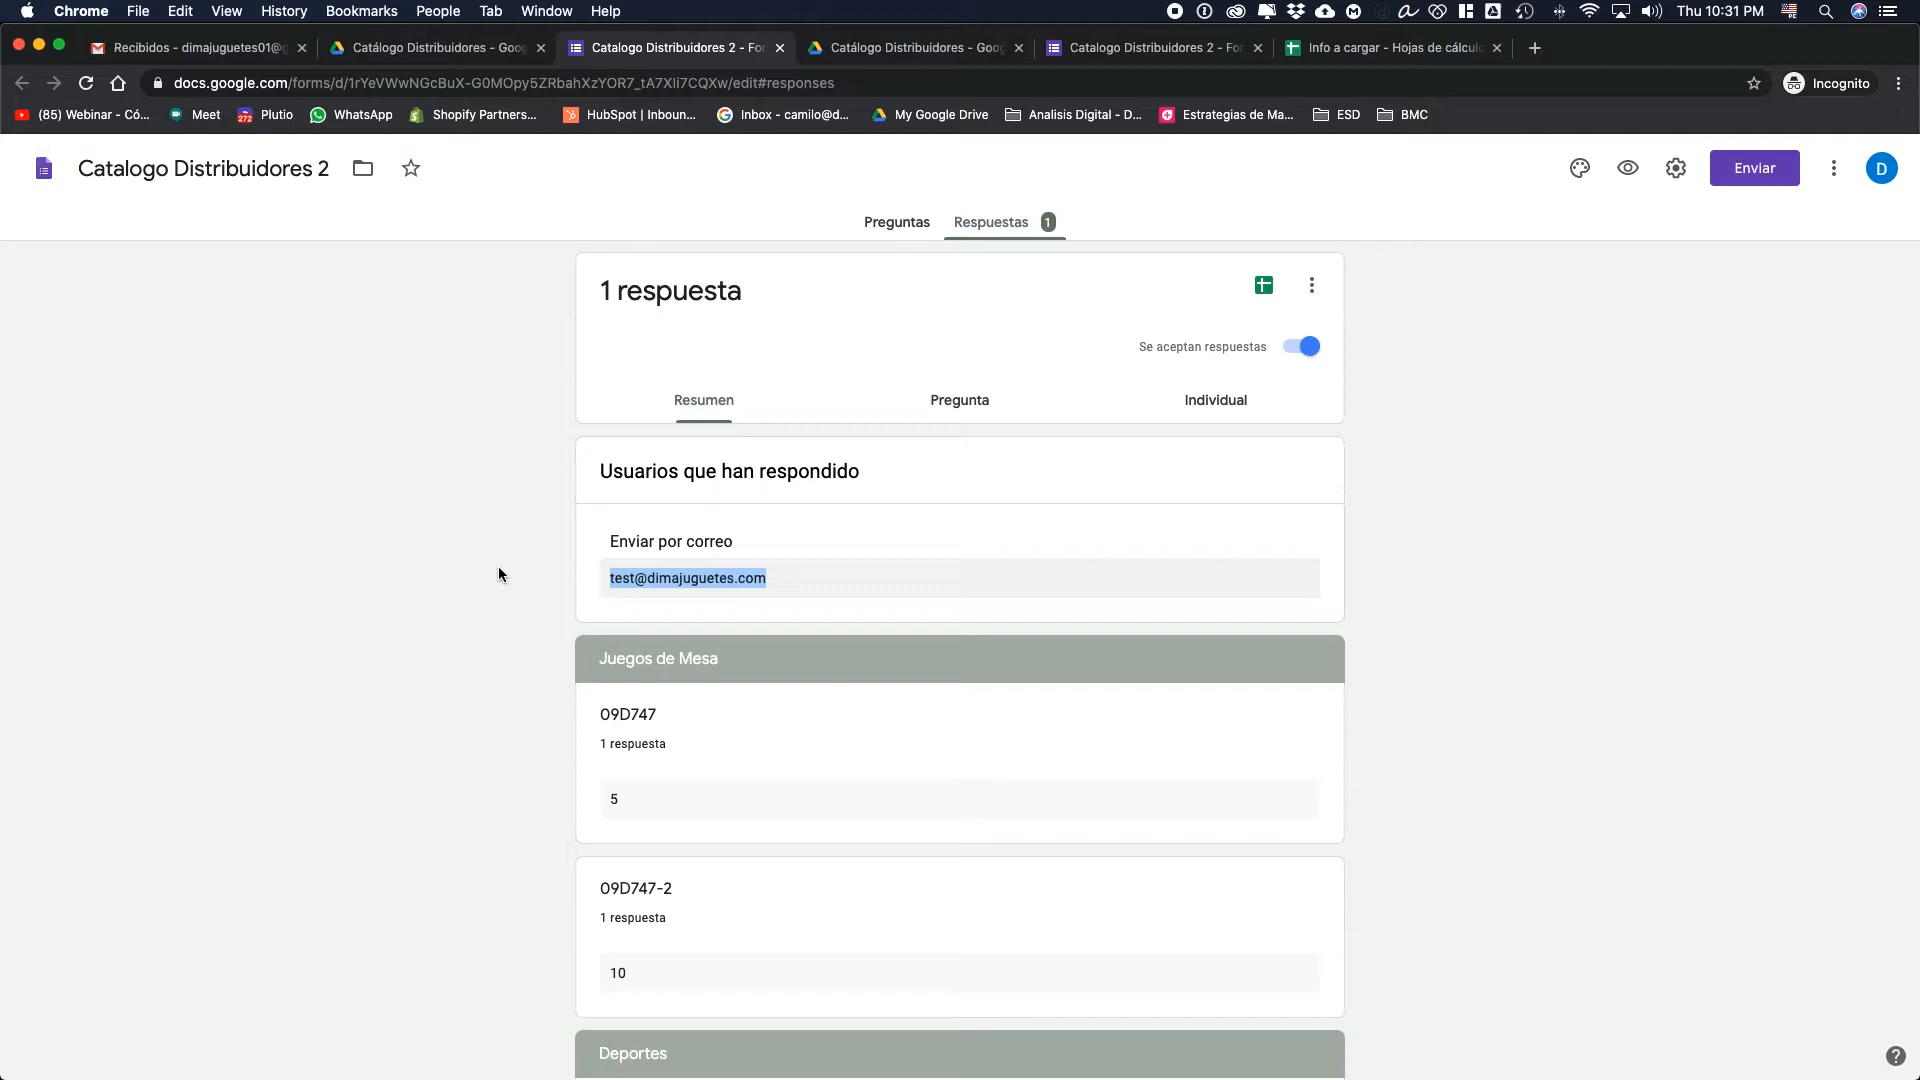 Chrome File Edit View History Bookmarks People Tab Window Help Thu 10:31 PM
Recibidos - dimajuguetes01@g Catálogo Distribuidores - Goog Catalogo Distribuidores 2 - For Catálogo Distribuidores - Goog Catalogo Distribuidores 2 - For Info a cargar - Hojas de cálculo
docs.google.com/forms/d/1rYeVWwNGcBuX-G0MOpy5ZRbahXzYOR7_tA7Xli7CQXw/edit#responses Incognito
(85) Webinar - Có... Meet 272 Plutio WhatsApp Shopify Partners... HubSpot | Inboun... Inbox - camilo@d... My Google Drive Analisis Digital - D... Estrategias de Ma... ESD BMC
Catalogo Distribuidores 2 Enviar D
Preguntas Respuestas 1
1 respuesta
Se aceptan respuestas
Resumen Pregunta Individual
Usuarios que han respondido
Enviar por correo
test@dimajuguetes.com
Juegos de Mesa
09D747
1 respuesta
5
09D747-2
1 respuesta
10
Deportes